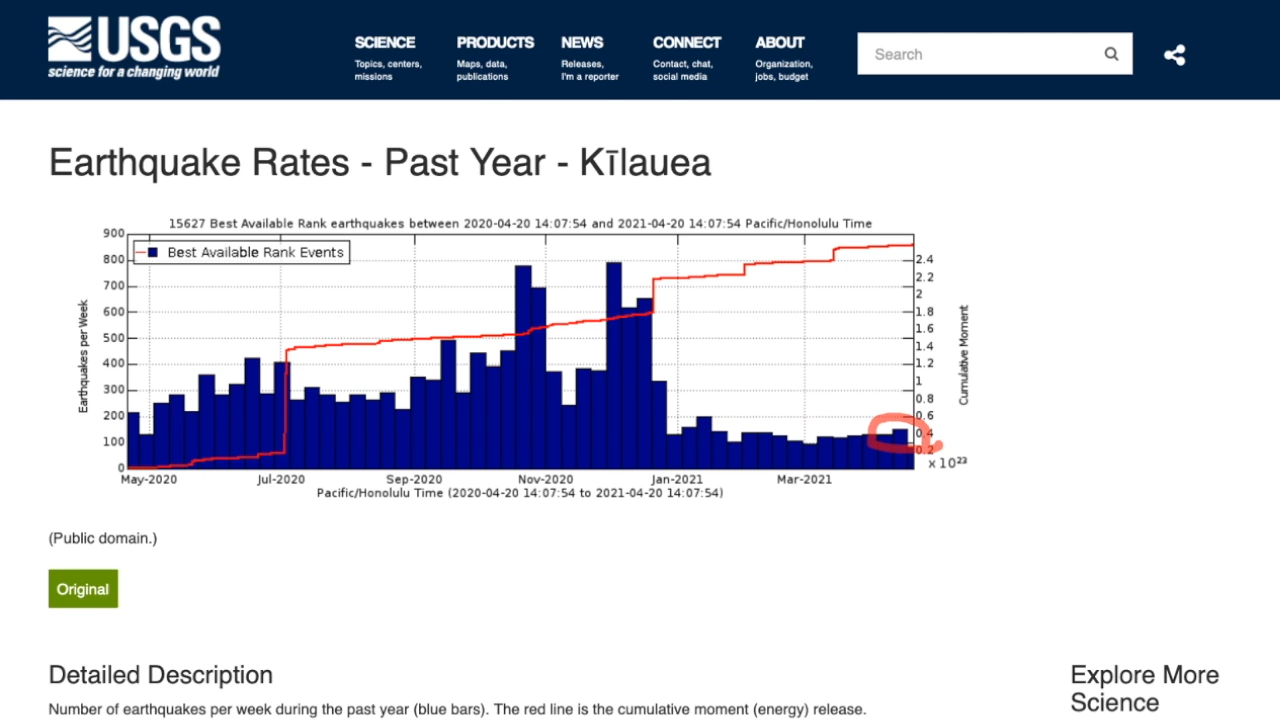 USGS
science for a changing world
SCIENCE
Topics, centers,
missions
PRODUCTS
Maps, data,
publications
NEWS
Releases,
I'm a reporter
CONNECT
Contact, chat,
social media
ABOUT
Organization,
jobs, budget
Search
Earthquake Rates - Past Year - Kīlauea
15627 Best Available Rank earthquakes between 2020-04-20 14:07:54 and 2021-04-20 14:07:54 Pacific/Honolulu Time
Best Available Rank Events
Earthquakes per Week
900
800
700
600
500
400
300
200
100
0
2.4
2.2
2
1.8
1.6
1.4
1.2
1
0.8
0.6
0.4
0.2
x10²³
Cumulative Moment
May-2020
Jul-2020
Sep-2020
Nov-2020
Jan-2021
Mar-2021
Pacific/Honolulu Time (2020-04-20 14:07:54 to 2021-04-20 14:07:54)
(Public domain.)
Original
Detailed Description
Number of earthquakes per week during the past year (blue bars). The red line is the cumulative moment (energy) release.
Explore More
Science